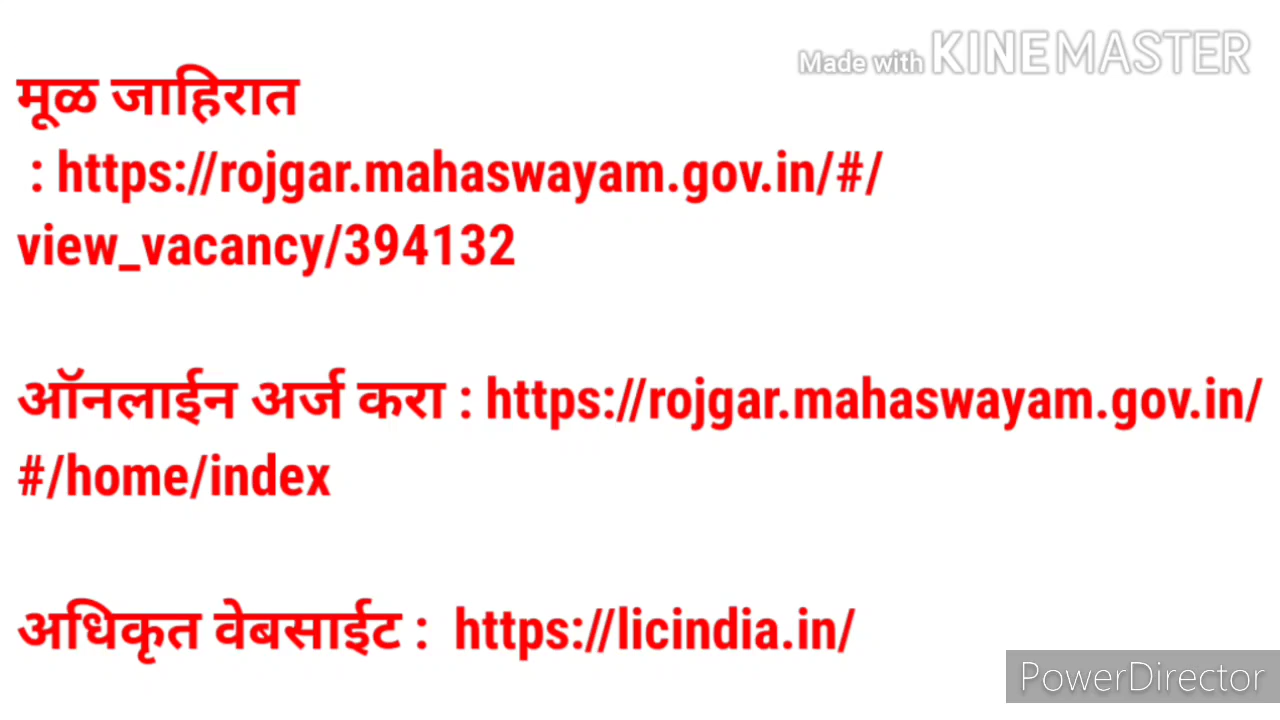 Made with KINEMASTER
मूळ जाहिरात
: https://rojgar.mahaswayam.gov.in/#/
view_vacancy/394132
ऑनलाईन अर्ज करा : https://rojgar.mahaswayam.gov.in/
#/home/index
अधिकृत वेबसाईट : https://licindia.in/
PowerDirector